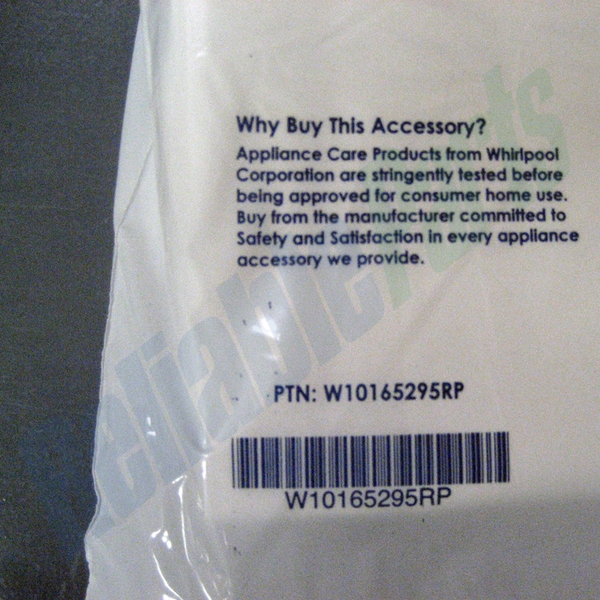 Why Buy This Accessory?
Appliance Care Products from Whirlpool
Corporation are stringently tested before
being approved for consumer home use.
Buy from the manufacturer committed to
Safety and Satisfaction in every appliance
accessory we provide.
PTN: W10165295RP
W10165295RP
ReliableParts